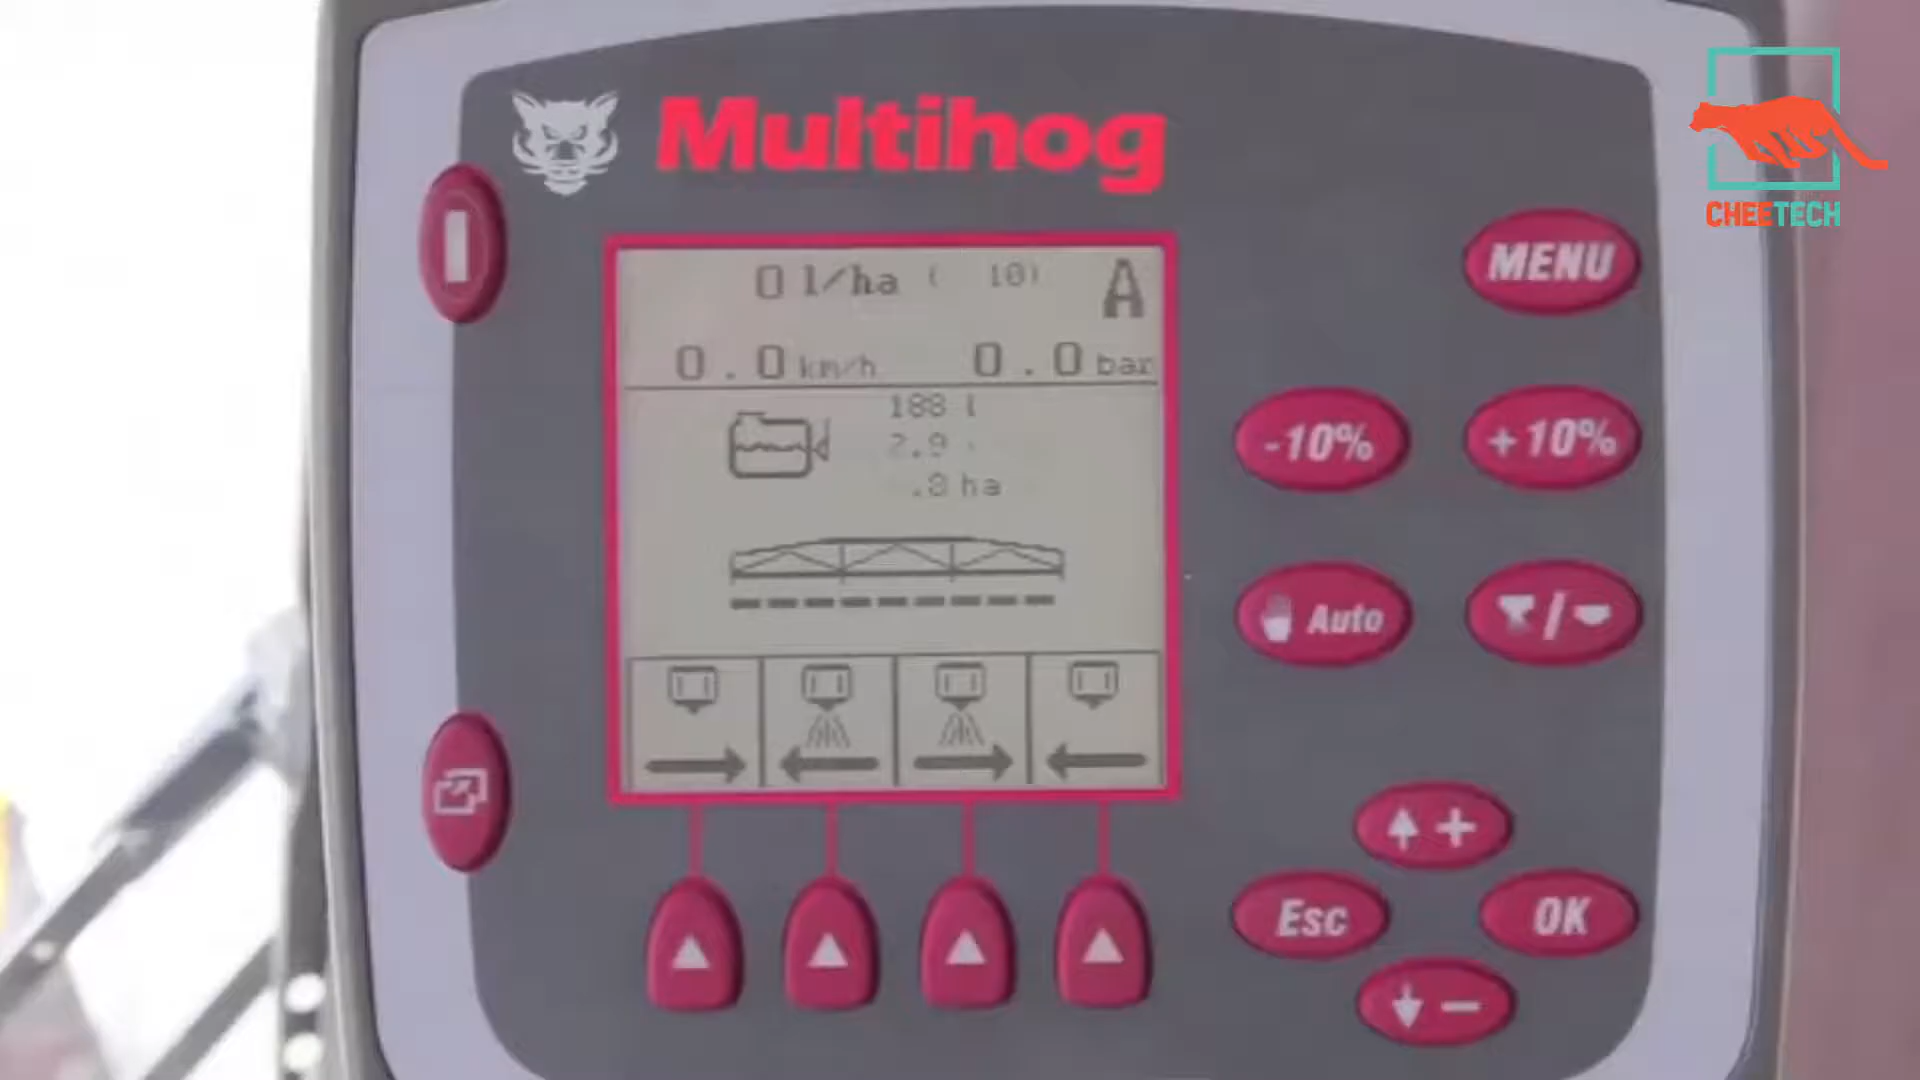 Multihog
CHEETECH
MENU
0 l/ha ( 10) A
0.0 km/h 0.0 bar
188 l
2.9
.8 ha
-10%
+10%
Auto
/
+
Esc
OK
-